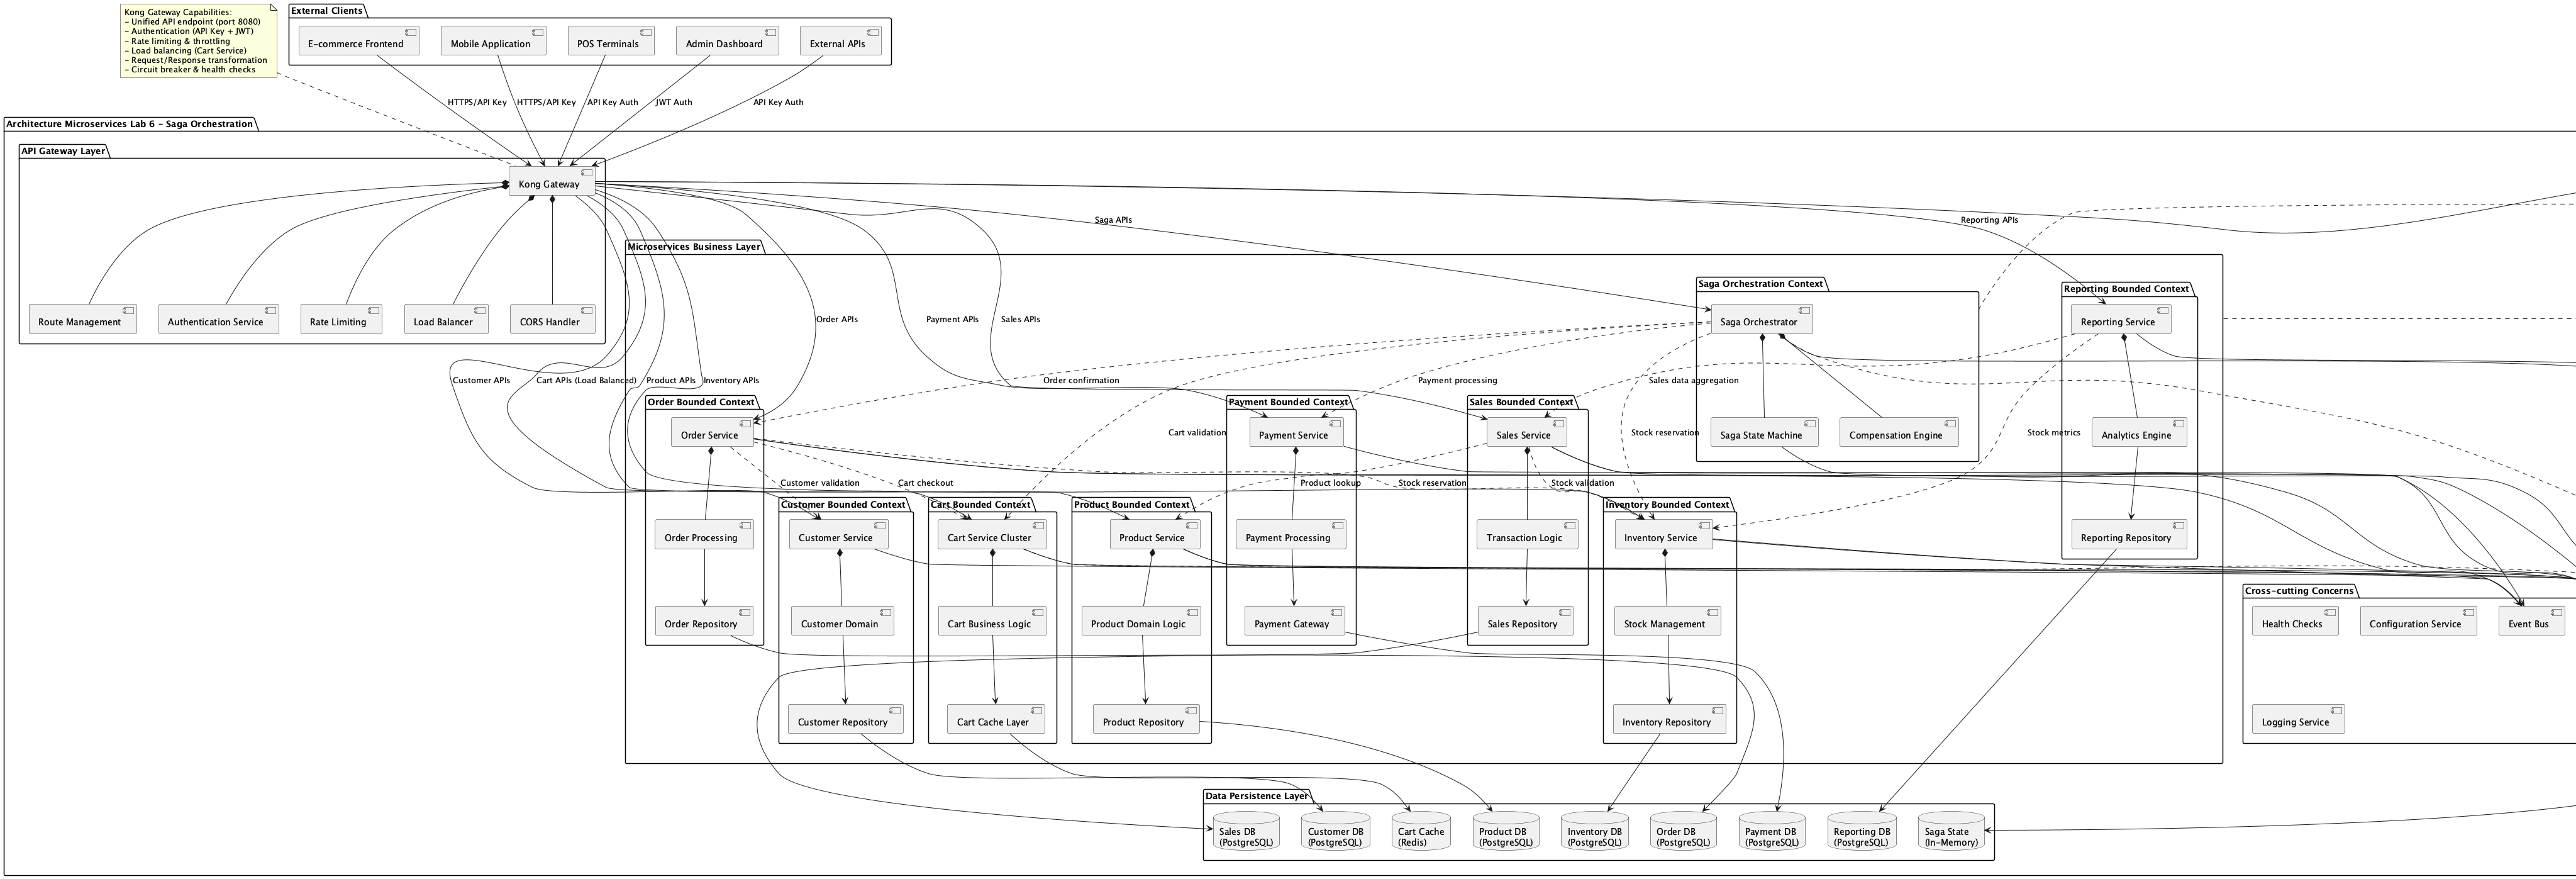 Kong Gateway Capabilities:
- Unified API endpoint (port 8080)
- Authentication (API Key + JWT)
- Rate limiting & throttling
- Load balancing (Cart Service)
- Request/Response transformation
- Circuit breaker & health checks
External Clients
E-commerce Frontend
Mobile Application
POS Terminals
Admin Dashboard
External APIs
HTTPS/API Key
HTTPS/API Key
API Key Auth
JWT Auth
API Key Auth
Architecture Microservices Lab 6 - Saga Orchestration
API Gateway Layer
Kong Gateway
Route Management
Authentication Service
Rate Limiting
Load Balancer
CORS Handler
Saga APIs
Reporting APIs
Microservices Business Layer
Order APIs
Payment APIs
Sales APIs
Saga Orchestration Context
Saga Orchestrator
Saga State Machine
Compensation Engine
Reporting Bounded Context
Reporting Service
Analytics Engine
Reporting Repository
Customer APIs
Cart APIs (Load Balanced)
Product APIs
Inventory APIs
Order confirmation
Payment processing
Sales data aggregation
Cart validation
Stock reservation
Stock metrics
Order Bounded Context
Order Service
Order Processing
Order Repository
Payment Bounded Context
Payment Service
Payment Processing
Payment Gateway
Sales Bounded Context
Sales Service
Transaction Logic
Sales Repository
Customer validation
Cart checkout
Product lookup
Stock reservation
Stock validation
Customer Bounded Context
Customer Service
Customer Domain
Customer Repository
Cart Bounded Context
Cart Service Cluster
Cart Business Logic
Cart Cache Layer
Product Bounded Context
Product Service
Product Domain Logic
Product Repository
Inventory Bounded Context
Inventory Service
Stock Management
Inventory Repository
Cross-cutting Concerns
Health Checks
Configuration Service
Event Bus
Logging Service
Data Persistence Layer
Sales DB
(PostgreSQL)
Customer DB
(PostgreSQL)
Cart Cache
(Redis)
Product DB
(PostgreSQL)
Inventory DB
(PostgreSQL)
Order DB
(PostgreSQL)
Payment DB
(PostgreSQL)
Reporting DB
(PostgreSQL)
Saga State
(In-Memory)